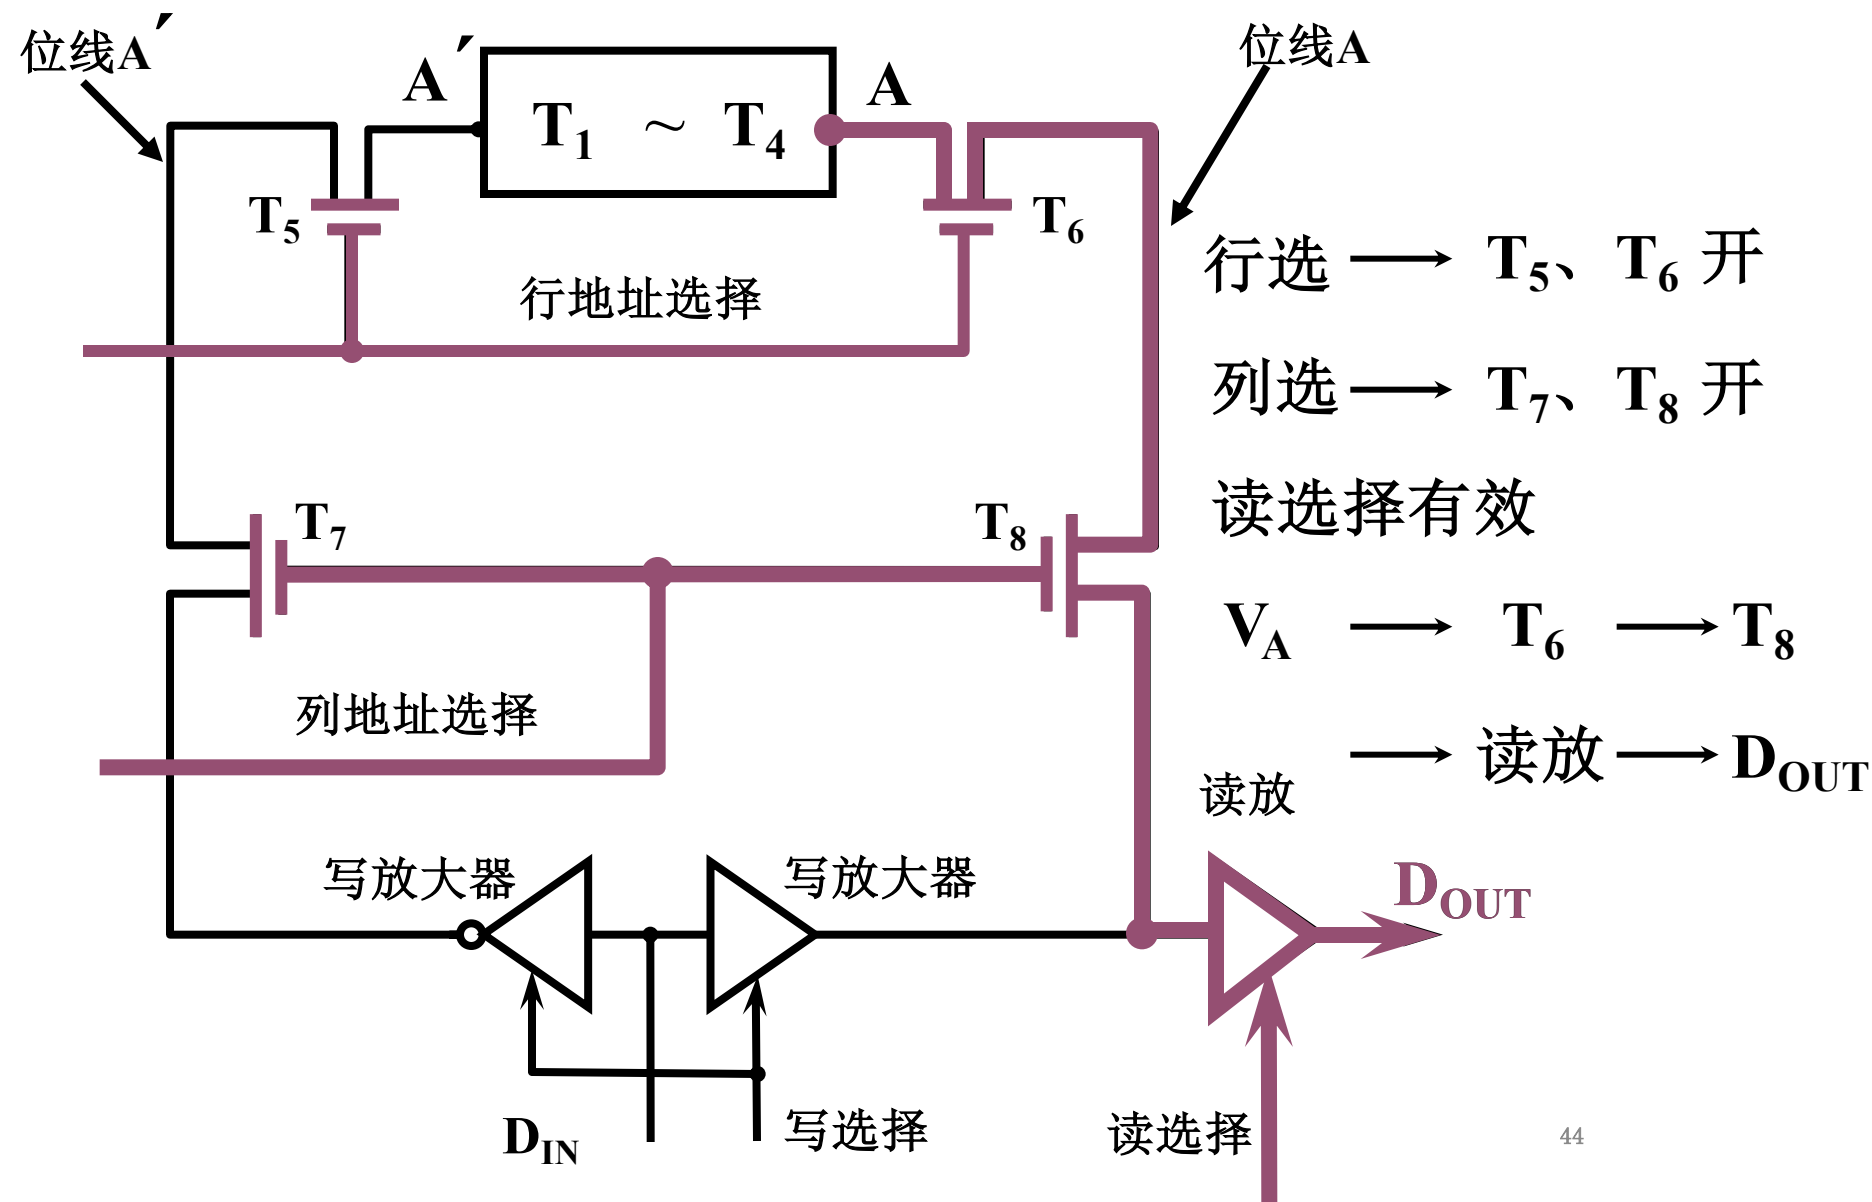 位线A′
A′
T1 ~ T4
A
位线A
T5
T6
行地址选择
行选 → T5、T6 开
列选 → T7、T8 开
读选择有效
T7
T8
VA → T6 → T8
列地址选择
→ 读放 → DOUT
读放
写放大器
写放大器
DOUT
DIN
写选择
读选择
44